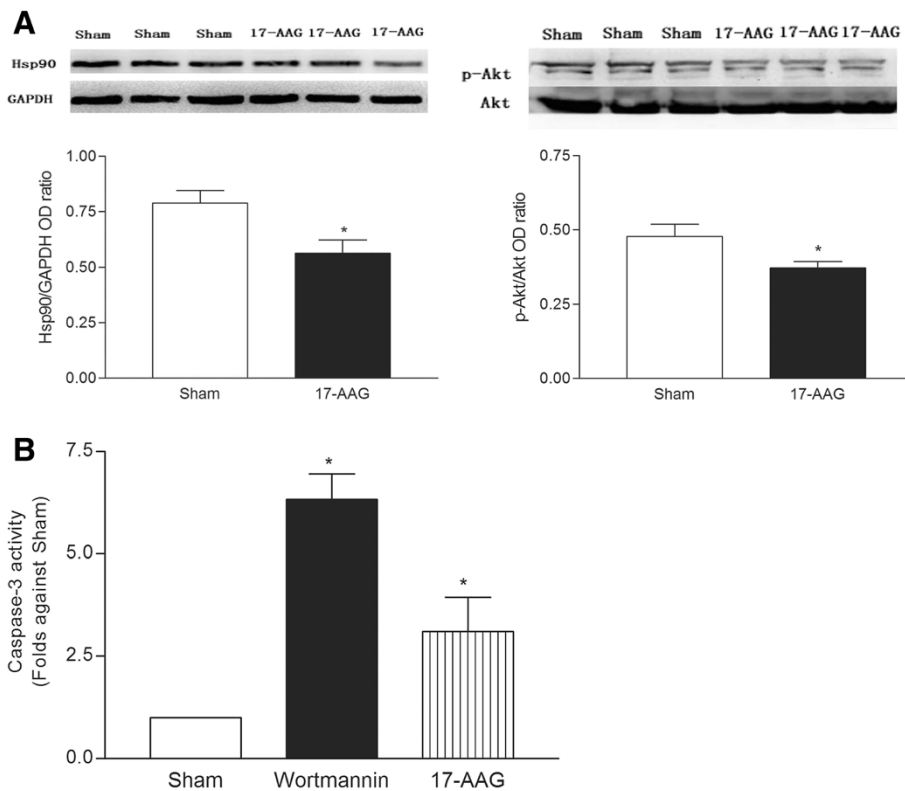 A
Sham Sham Sham 17-AAG 17-AAG 17-AAG
Hsp90
GAPDH
Sham Sham Sham 17-AAG 17-AAG 17-AAG
p-Akt
Akt
Hsp90/GAPDH OD ratio
1.00
0.75
0.50
0.25
0.00
*
Sham 17-AAG
p-Akt/Akt OD ratio
0.75
0.50
0.25
0.00
*
Sham 17-AAG
B
Caspase-3 activity
(Folds against Sham)
7.5
5.0
2.5
0.0
*
*
Sham Wortmannin 17-AAG